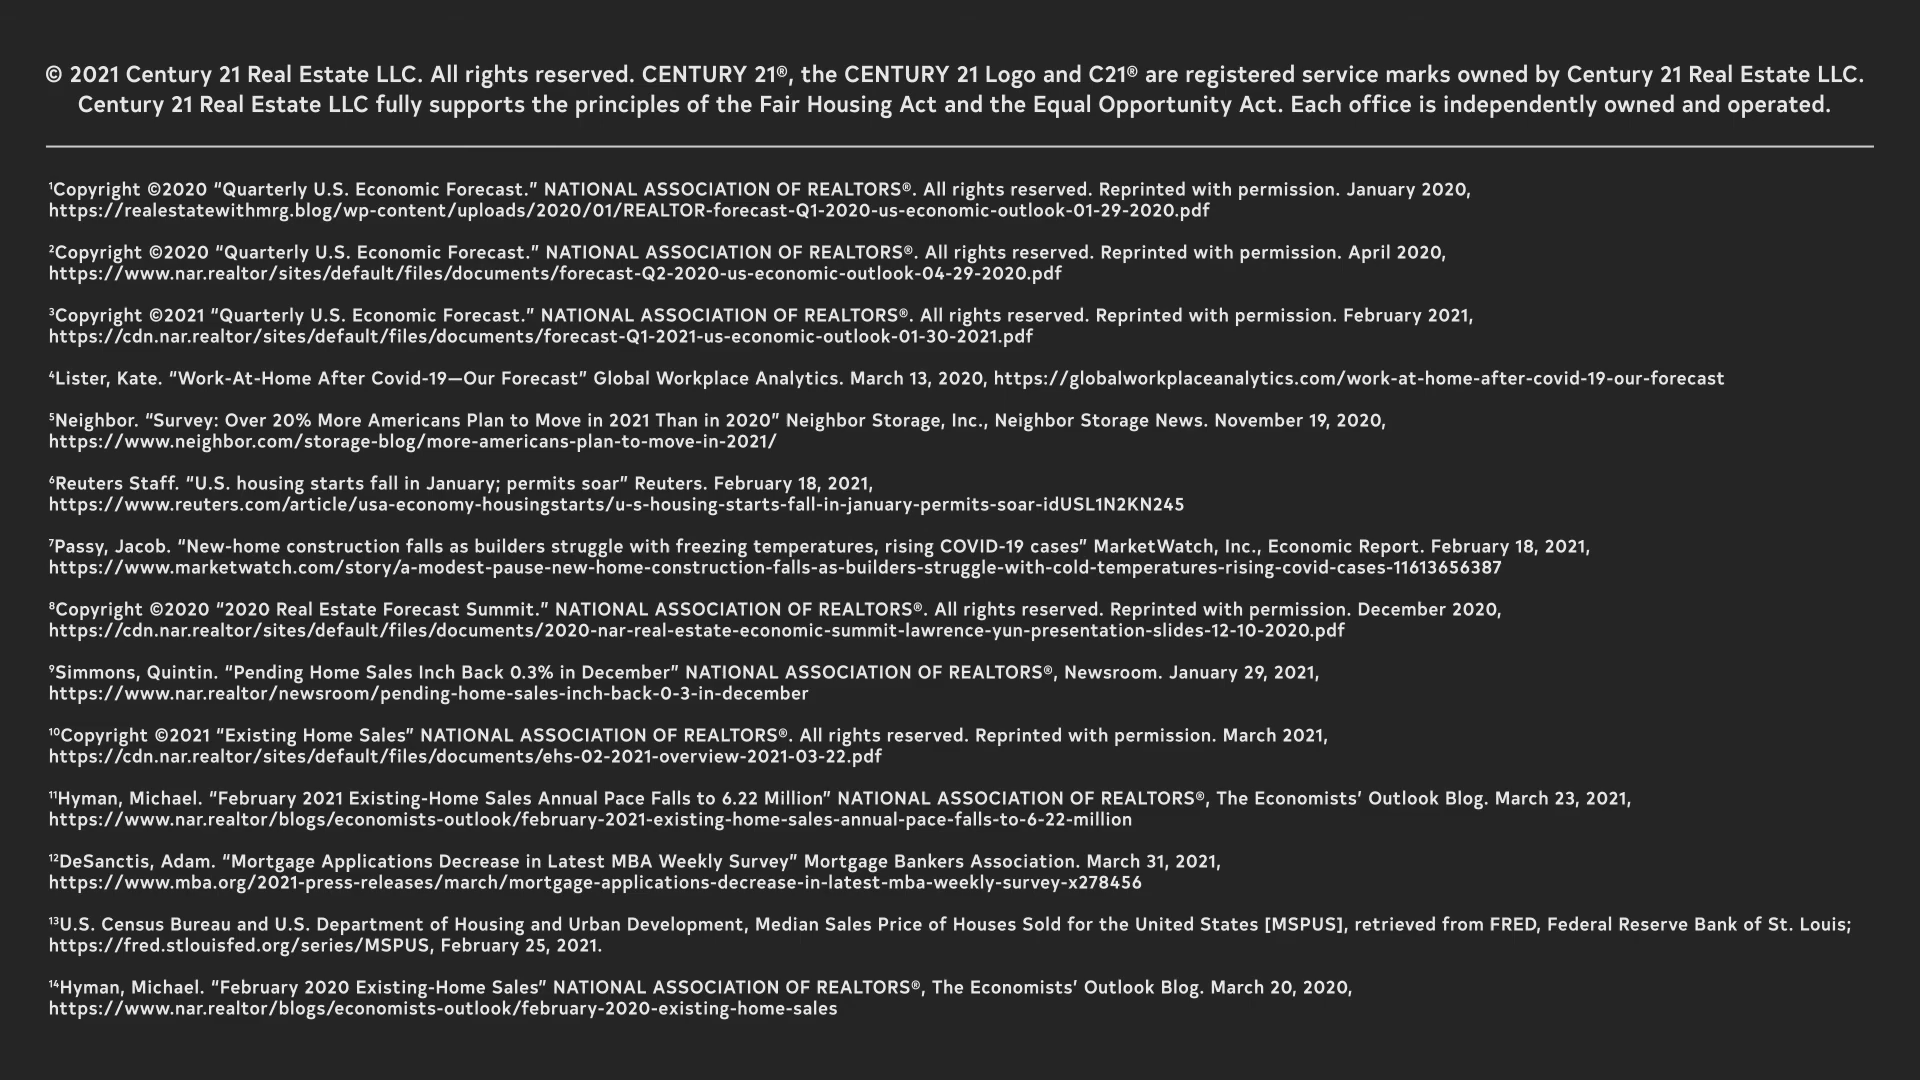 © 2021 Century 21 Real Estate LLC. All rights reserved. CENTURY 21®, the CENTURY 21 Logo and C21® are registered service marks owned by Century 21 Real Estate LLC.
Century 21 Real Estate LLC fully supports the principles of the Fair Housing Act and the Equal Opportunity Act. Each office is independently owned and operated.
¹Copyright ©2020 “Quarterly U.S. Economic Forecast.” NATIONAL ASSOCIATION OF REALTORS®. All rights reserved. Reprinted with permission. January 2020,
https://realestatewithmrg.blog/wp-content/uploads/2020/01/REALTOR-forecast-Q1-2020-us-economic-outlook-01-29-2020.pdf
²Copyright ©2020 “Quarterly U.S. Economic Forecast.” NATIONAL ASSOCIATION OF REALTORS®. All rights reserved. Reprinted with permission. April 2020,
https://www.nar.realtor/sites/default/files/documents/forecast-Q2-2020-us-economic-outlook-04-29-2020.pdf
³Copyright ©2021 “Quarterly U.S. Economic Forecast.” NATIONAL ASSOCIATION OF REALTORS®. All rights reserved. Reprinted with permission. February 2021,
https://cdn.nar.realtor/sites/default/files/documents/forecast-Q1-2021-us-economic-outlook-01-30-2021.pdf
⁴Lister, Kate. “Work-At-Home After Covid-19—Our Forecast” Global Workplace Analytics. March 13, 2020, https://globalworkplaceanalytics.com/work-at-home-after-covid-19-our-forecast
⁵Neighbor. “Survey: Over 20% More Americans Plan to Move in 2021 Than in 2020” Neighbor Storage, Inc., Neighbor Storage News. November 19, 2020,
https://www.neighbor.com/storage-blog/more-americans-plan-to-move-in-2021/
⁶Reuters Staff. “U.S. housing starts fall in January; permits soar” Reuters. February 18, 2021,
https://www.reuters.com/article/usa-economy-housingstarts/u-s-housing-starts-fall-in-january-permits-soar-idUSL1N2KN245
⁷Passy, Jacob. “New-home construction falls as builders struggle with freezing temperatures, rising COVID-19 cases” MarketWatch, Inc., Economic Report. February 18, 2021,
https://www.marketwatch.com/story/a-modest-pause-new-home-construction-falls-as-builders-struggle-with-cold-temperatures-rising-covid-cases-11613656387
⁸Copyright ©2020 “2020 Real Estate Forecast Summit.” NATIONAL ASSOCIATION OF REALTORS®. All rights reserved. Reprinted with permission. December 2020,
https://cdn.nar.realtor/sites/default/files/documents/2020-nar-real-estate-economic-summit-lawrence-yun-presentation-slides-12-10-2020.pdf
⁹Simmons, Quintin. “Pending Home Sales Inch Back 0.3% in December” NATIONAL ASSOCIATION OF REALTORS®, Newsroom. January 29, 2021,
https://www.nar.realtor/newsroom/pending-home-sales-inch-back-0-3-in-december
¹⁰Copyright ©2021 “Existing Home Sales” NATIONAL ASSOCIATION OF REALTORS®. All rights reserved. Reprinted with permission. March 2021,
https://cdn.nar.realtor/sites/default/files/documents/ehs-02-2021-overview-2021-03-22.pdf
¹¹Hyman, Michael. “February 2021 Existing-Home Sales Annual Pace Falls to 6.22 Million” NATIONAL ASSOCIATION OF REALTORS®, The Economists’ Outlook Blog. March 23, 2021,
https://www.nar.realtor/blogs/economists-outlook/february-2021-existing-home-sales-annual-pace-falls-to-6-22-million
¹²DeSanctis, Adam. “Mortgage Applications Decrease in Latest MBA Weekly Survey” Mortgage Bankers Association. March 31, 2021,
https://www.mba.org/2021-press-releases/march/mortgage-applications-decrease-in-latest-mba-weekly-survey-x278456
¹³U.S. Census Bureau and U.S. Department of Housing and Urban Development, Median Sales Price of Houses Sold for the United States [MSPUS], retrieved from FRED, Federal Reserve Bank of St. Louis;
https://fred.stlouisfed.org/series/MSPUS, February 25, 2021.
¹⁴Hyman, Michael. “February 2020 Existing-Home Sales” NATIONAL ASSOCIATION OF REALTORS®, The Economists’ Outlook Blog. March 20, 2020,
https://www.nar.realtor/blogs/economists-outlook/february-2020-existing-home-sales